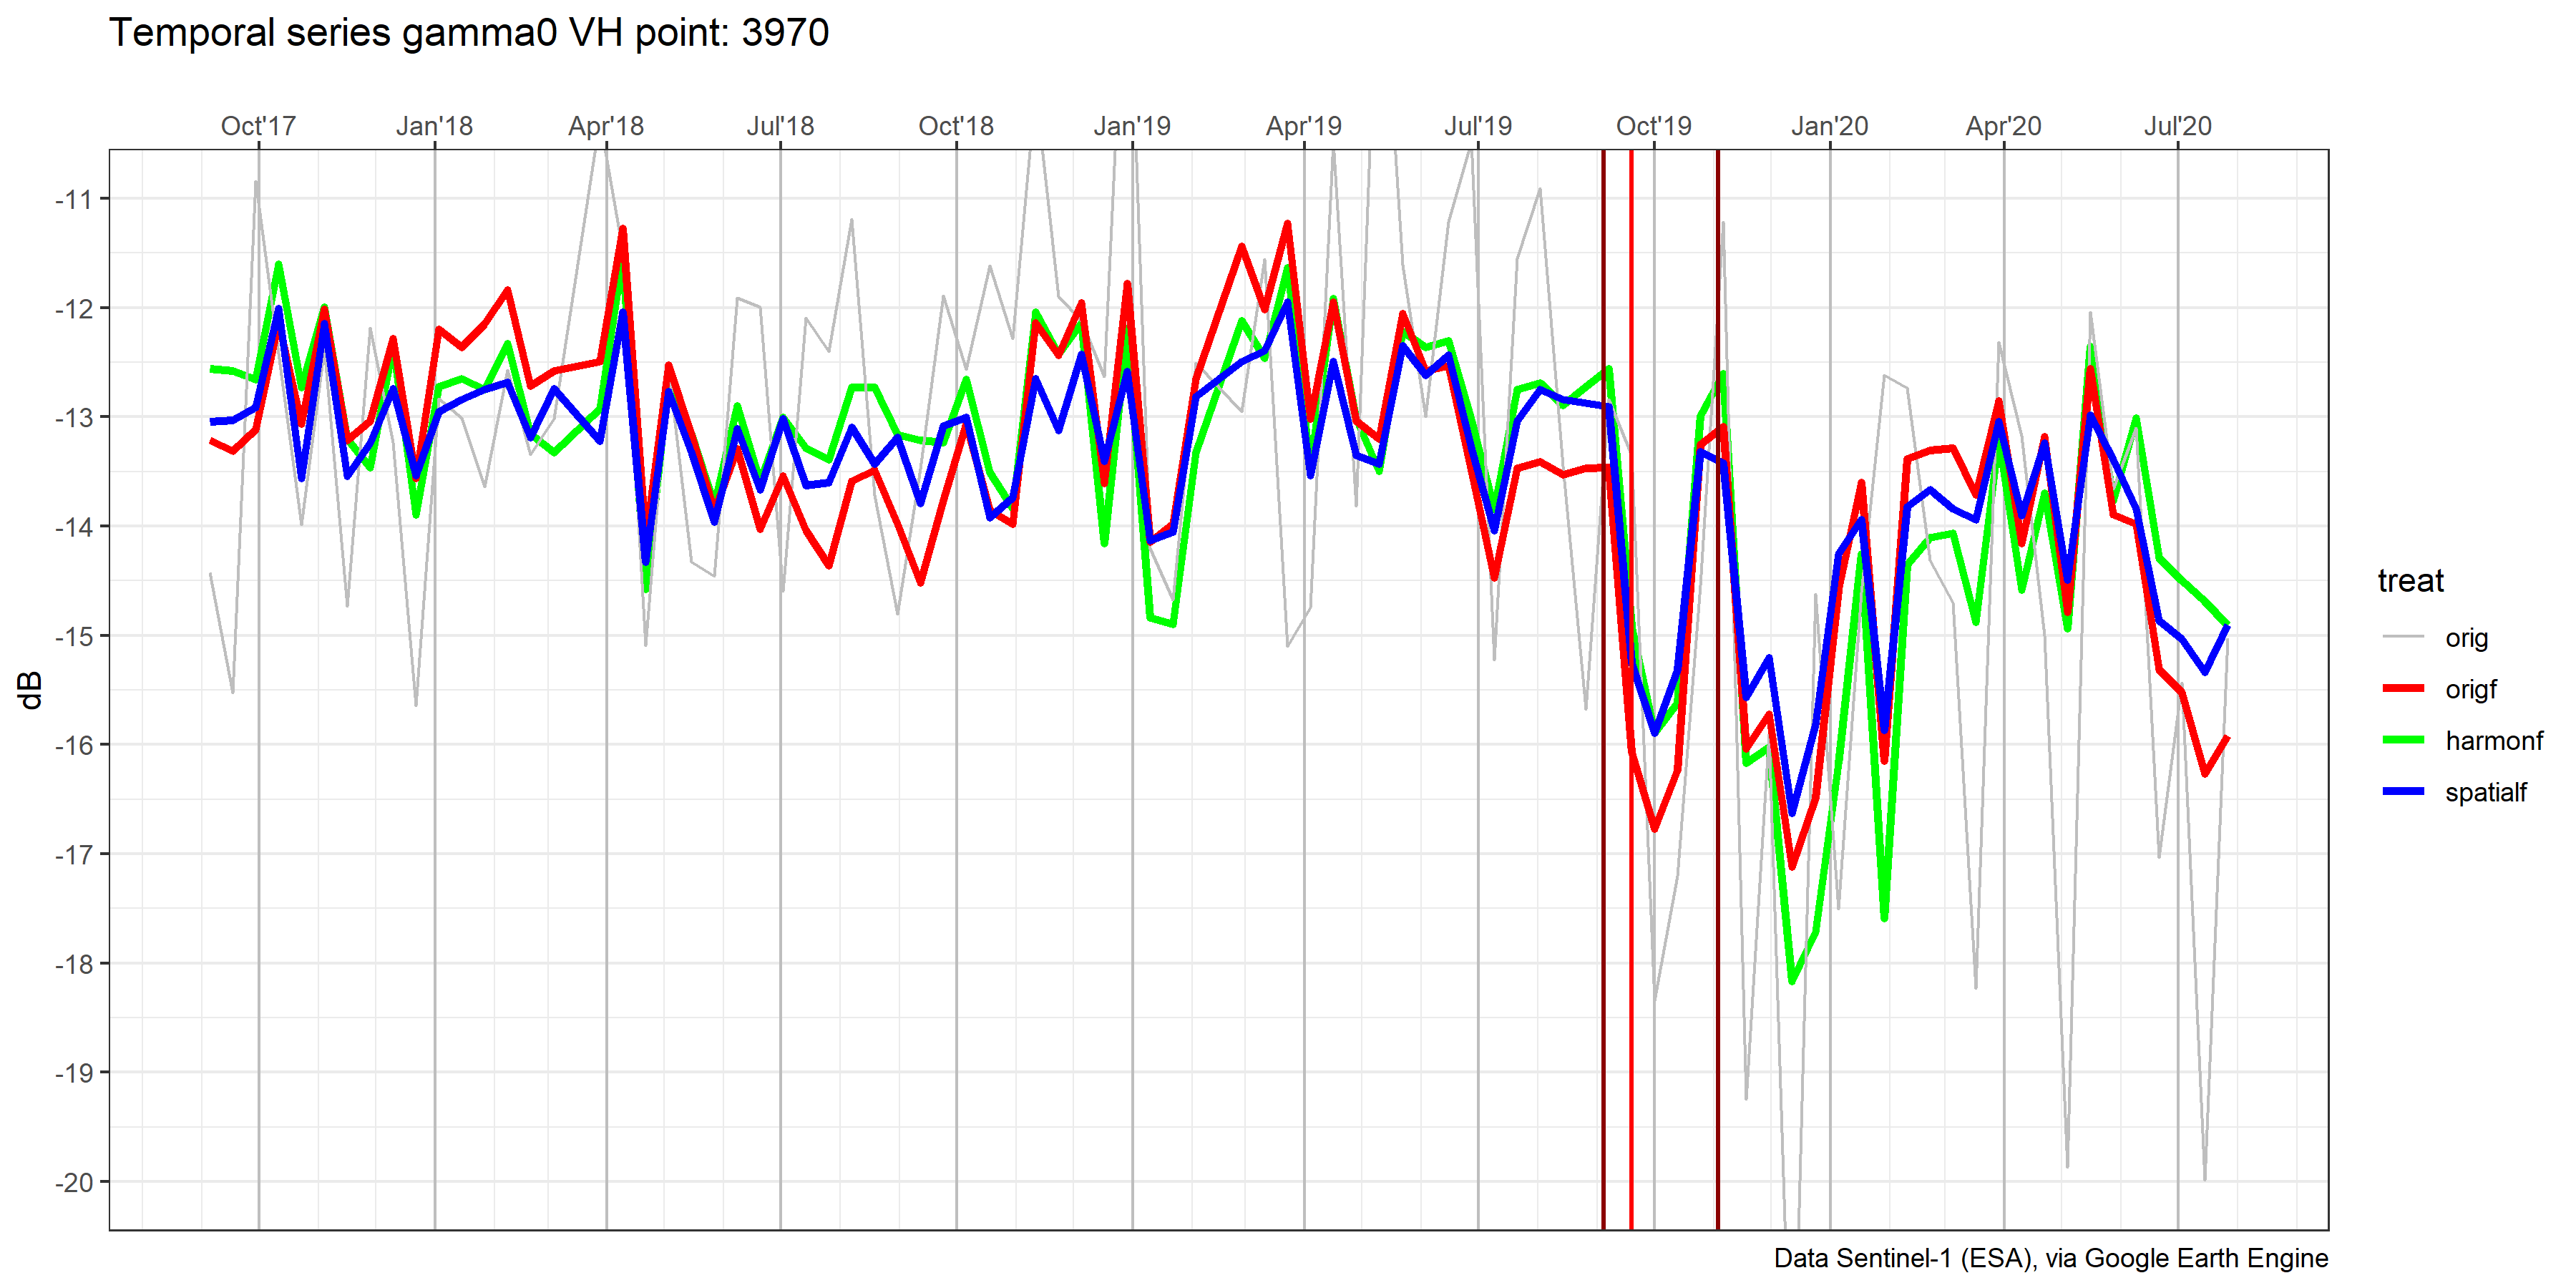 Temporal series gamma0 VH point: 3970
Oct'17 Jan'18 Apr'18 Jul'18 Oct'18 Jan'19 Apr'19 Jul'19 Oct'19 Jan'20 Apr'20 Jul'20
-11
-12
-13
-14
-15
-16
-17
-18
-19
-20
dB
treat
orig
origf
harmonf
spatialf
Data Sentinel-1 (ESA), via Google Earth Engine